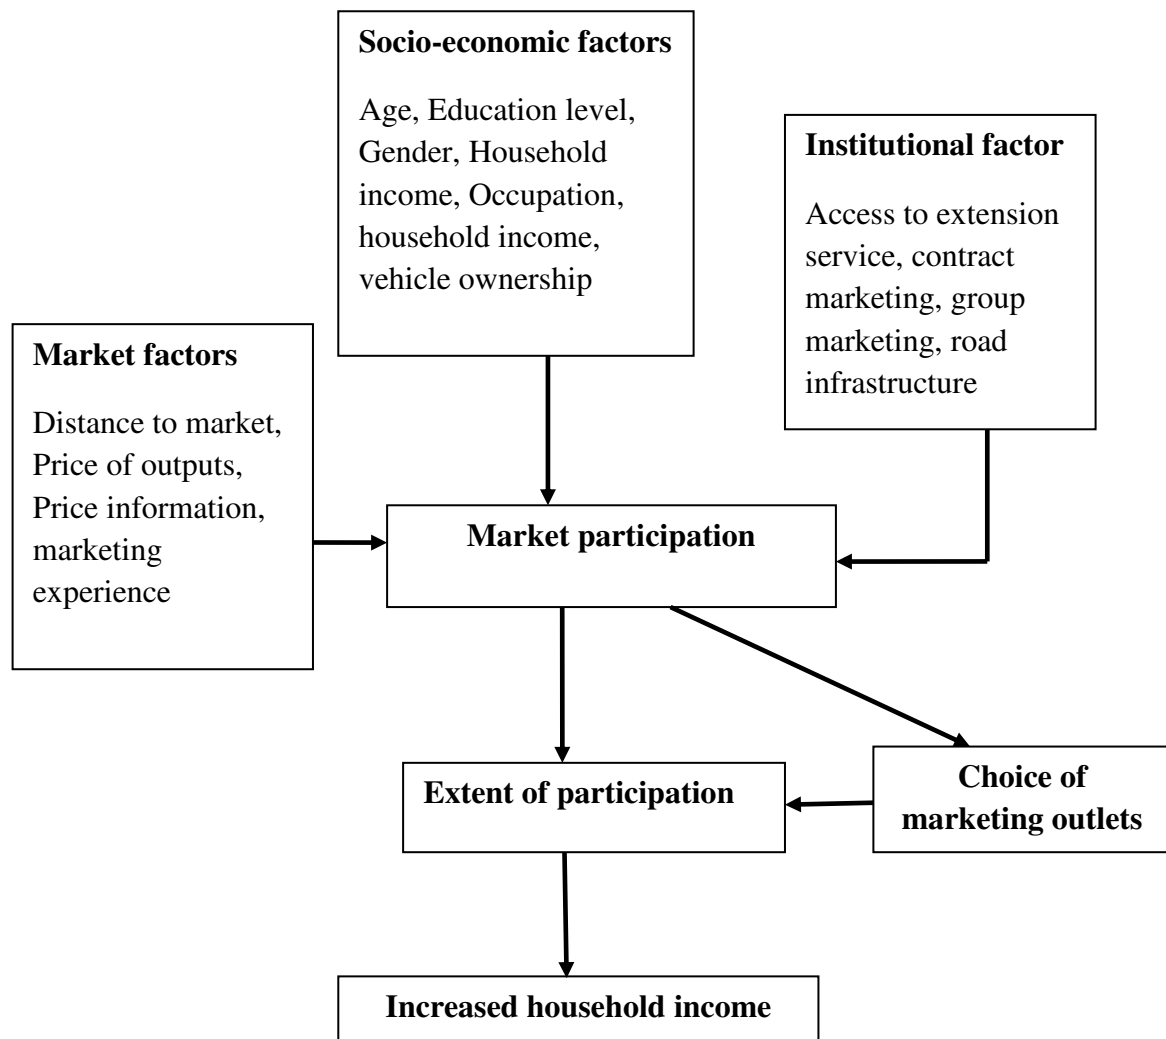 Socio-economic factors
Age, Education level,
Gender, Household
income, Occupation,
household income,
vehicle ownership
Institutional factor
Access to extension
service, contract
marketing, group
marketing, road
infrastructure
Market factors
Distance to market,
Price of outputs,
Price information,
marketing
experience
Market participation
Extent of participation
Choice of
marketing outlets
Increased household income